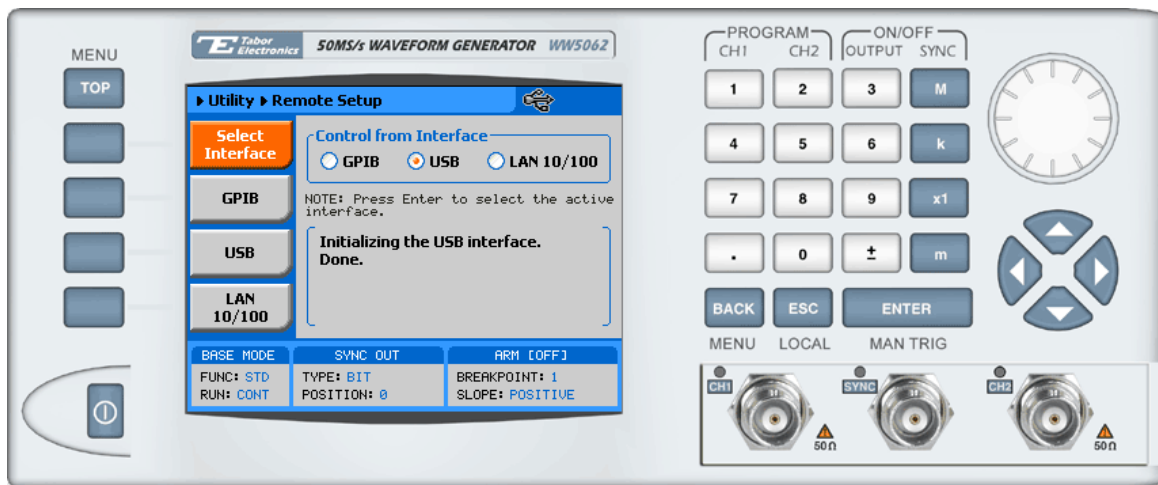 MENU
TOP
Tabor Electronics 50MS/s WAVEFORM GENERATOR WW5062
Utility Remote Setup
Select
Interface
GPIB
USB
LAN
10/100
Control from Interface
GPIB USB LAN 10/100
NOTE: Press Enter to select the active
interface.
Initializing the USB interface.
Done.
BASE MODE
FUNC: STD
RUN: CONT
SYNC OUT
TYPE: BIT
POSITION: 0
ARM [OFF]
BREAKPOINT: 1
SLOPE: POSITIVE
PROGRAM
CH1 CH2
ON/OFF
OUTPUT SYNC
1 2 3 M
4 5 6 k
7 8 9 x1
. 0 ± m
BACK ESC ENTER
MENU LOCAL MAN TRIG
CH1
50Ω
SYNC
CH2
50Ω